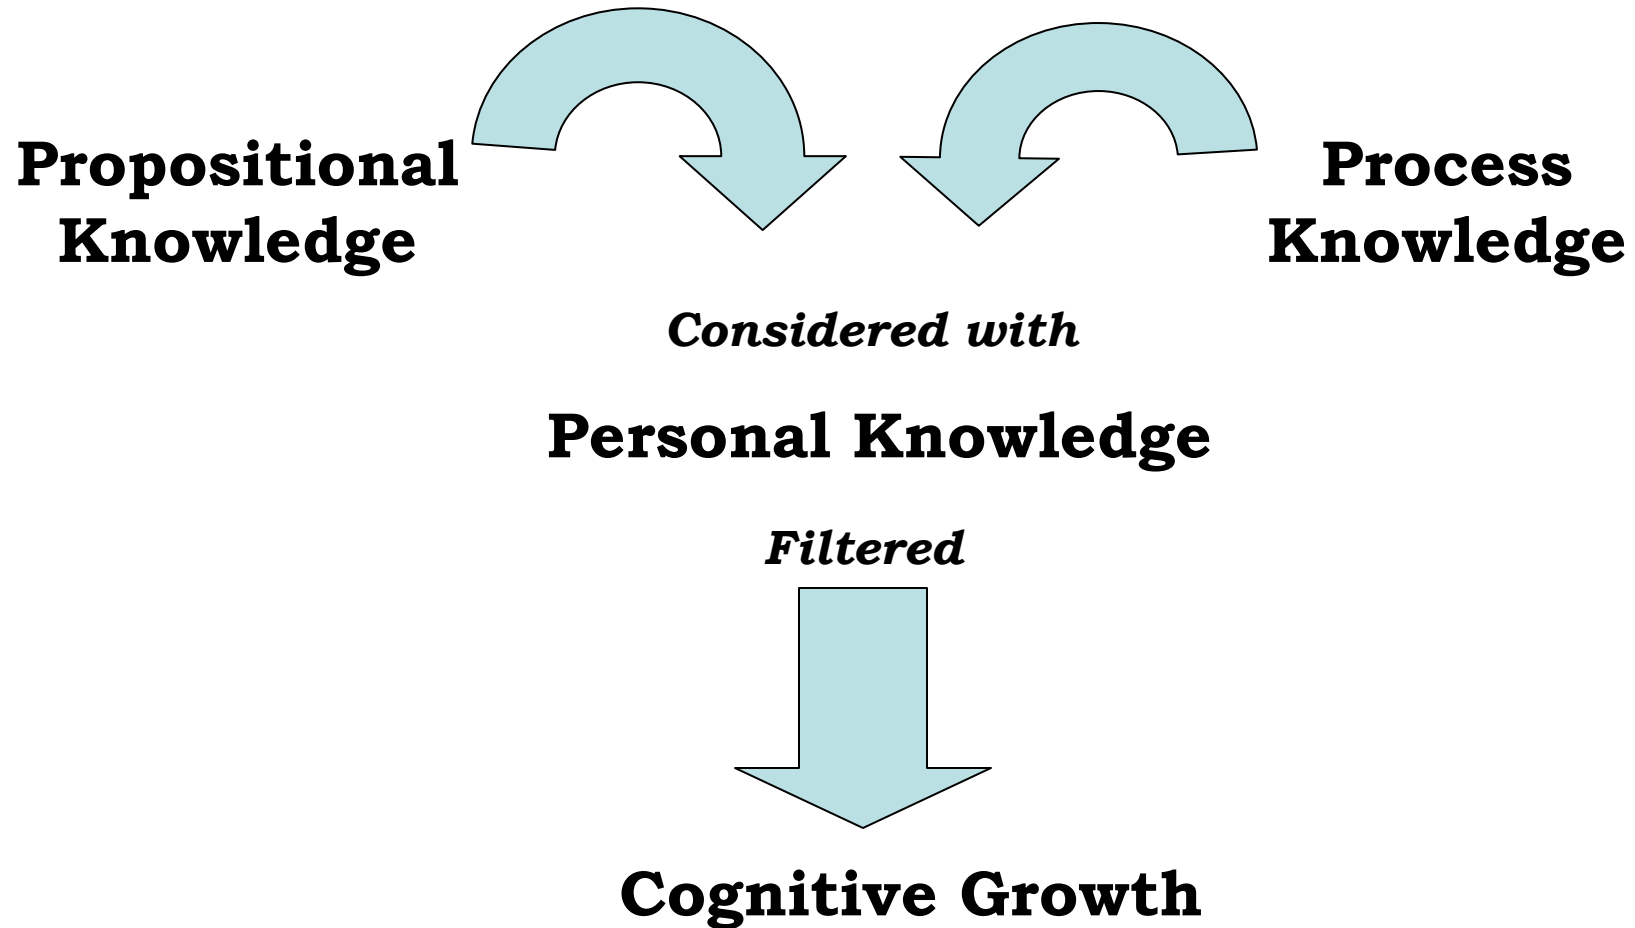 Propositional
Knowledge
Process
Knowledge
Considered with
Personal Knowledge
Filtered
Cognitive Growth